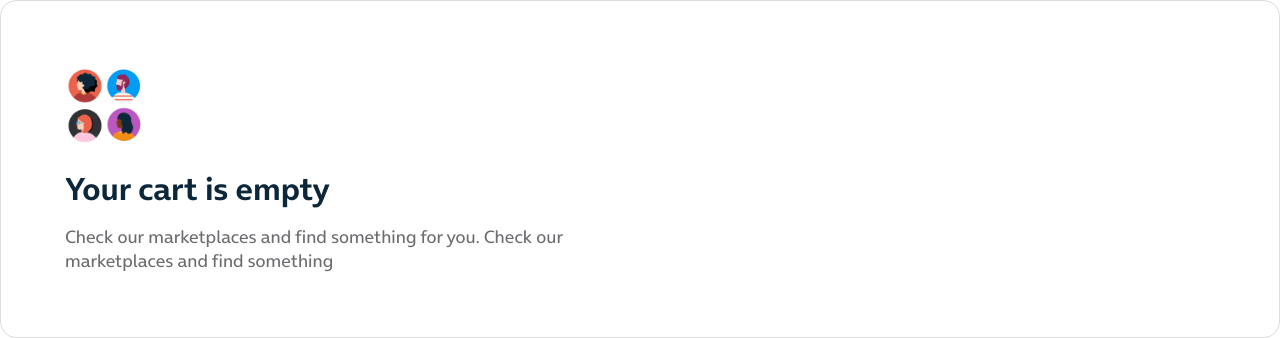 Your cart is empty
Check our marketplaces and find something for you. Check our
marketplaces and find something